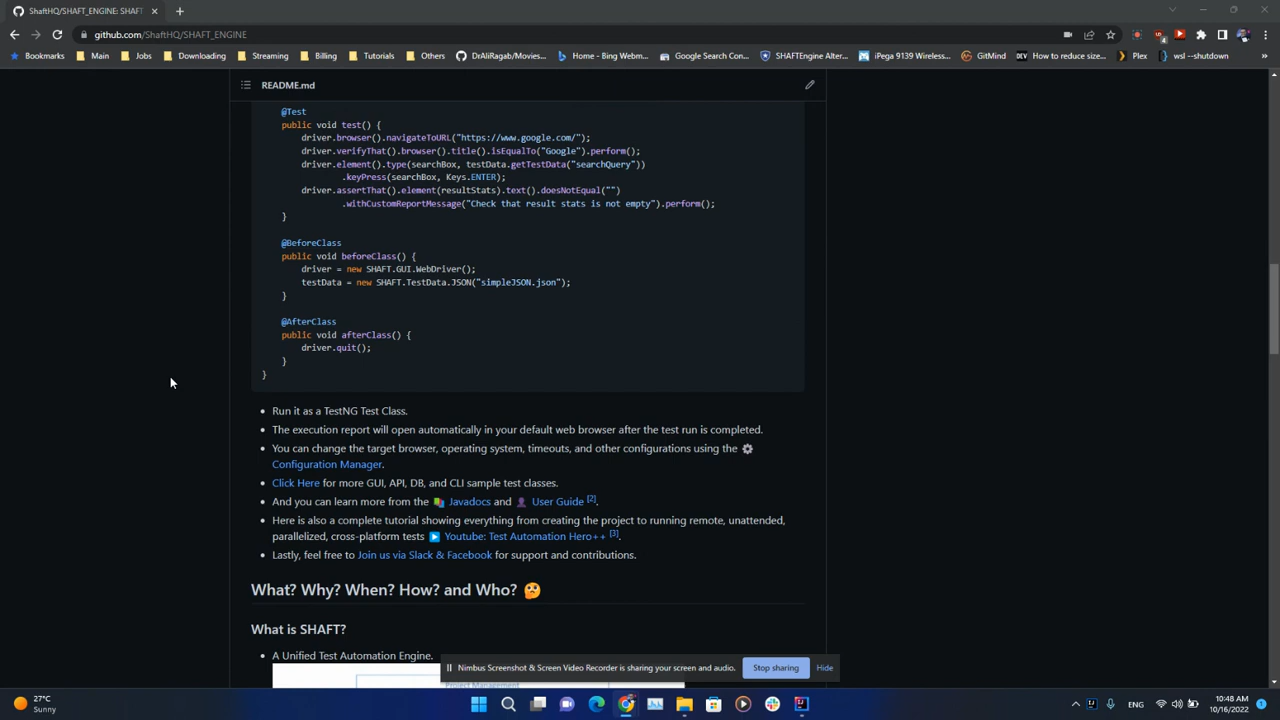 ShaftHQ/SHAFT_ENGINE: SHAFT
github.com/ShaftHQ/SHAFT_ENGINE
Bookmarks Main Jobs Downloading Streaming Billing Tutorials Others DrAliRagab/Movies... Home - Bing Webm... Google Search Con... SHAFTEngine Alter... iPega 9139 Wireless... GitMind How to reduce size... Plex wsl --shutdown
README.md
@Test
public void test() {
driver.browser().navigateToURL("https://www.google.com/");
driver.verifyThat().browser().title().isEqualTo("Google").perform();
driver.element().type(searchBox, testData.getTestData("searchQuery"))
.keyPress(searchBox, Keys.ENTER);
driver.assertThat().element(resultStats).text().doesNotEqual("")
.withCustomReportMessage("Check that result stats is not empty").perform();
}
@BeforeClass
public void beforeClass() {
driver = new SHAFT.GUI.WebDriver();
testData = new SHAFT.TestData.JSON("simpleJSON.json");
}
@AfterClass
public void afterClass() {
driver.quit();
}
}
Run it as a TestNG Test Class.
The execution report will open automatically in your default web browser after the test run is completed.
You can change the target browser, operating system, timeouts, and other configurations using the
Configuration Manager.
Click Here for more GUI, API, DB, and CLI sample test classes.
And you can learn more from the Javadocs and User Guide [2].
Here is also a complete tutorial showing everything from creating the project to running remote, unattended,
parallelized, cross-platform tests Youtube: Test Automation Hero++ [3].
Lastly, feel free to Join us via Slack & Facebook for support and contributions.
What? Why? When? How? and Who?
What is SHAFT?
A Unified Test Automation Engine.
Nimbus Screenshot & Screen Video Recorder is sharing your screen and audio. Stop sharing Hide
Project Management
27°C
Sunny
ENG
10:48 AM
10/16/2022